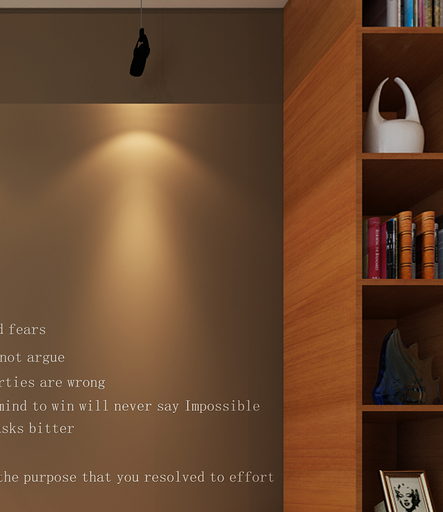 d fears
not argue
rties are wrong
mind to win will never say Impossible
sks bitter
the purpose that you resolved to effort